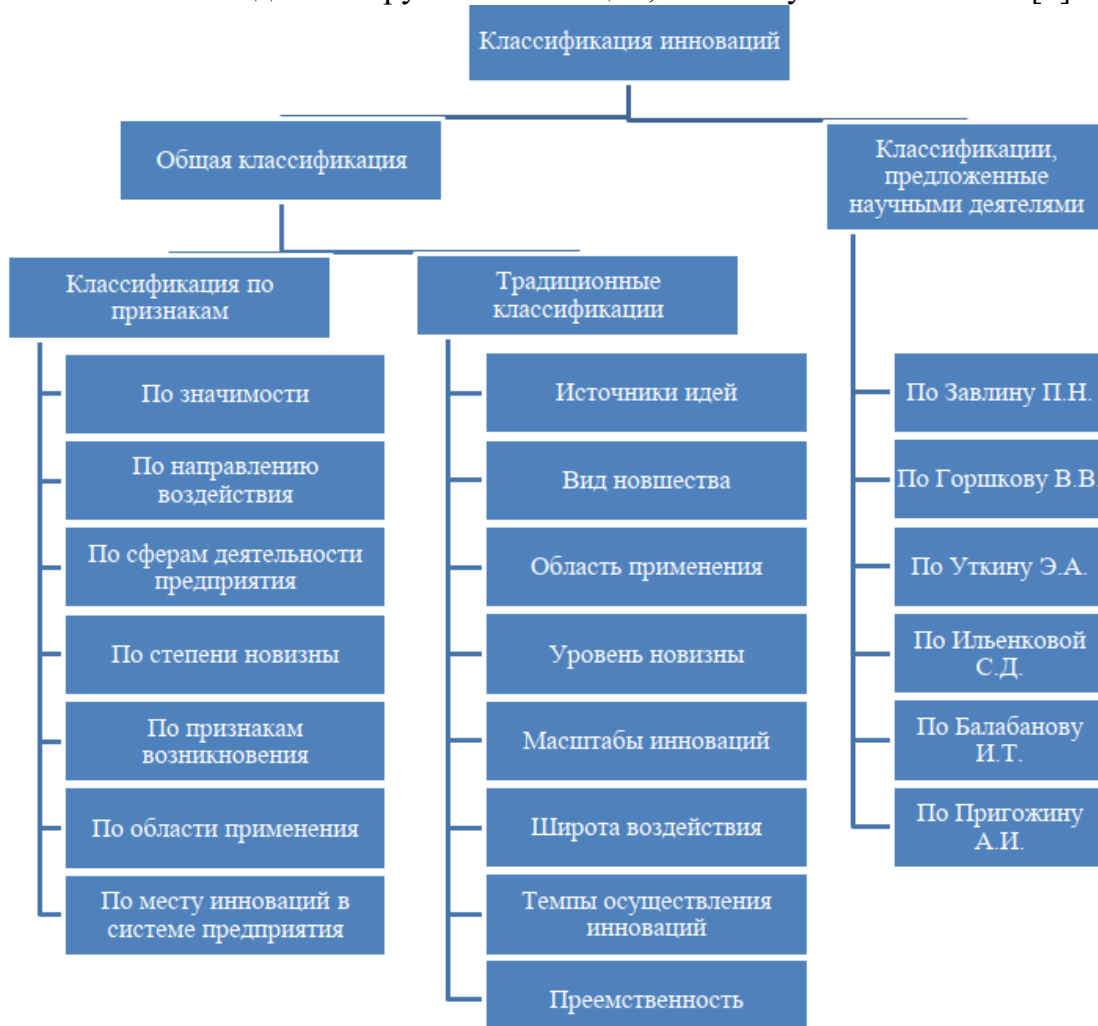 Классификация инноваций
Общая классификация
Классификации,
предложенные
научными деятелями
Классификация по
признакам
Традиционные
классификации
По значимости
По направлению
воздействия
По сферам деятельности
предприятия
По степени новизны
По признакам
возникновения
По области применения
По месту инноваций в
системе предприятия
Источники идей
Вид новшества
Область применения
Уровень новизны
Масштабы инноваций
Широта воздействия
Темпы осуществления
инноваций
Преемственность
По Завлину П.Н.
По Горшкову В.В.
По Уткину Э.А.
По Ильенковой
С.Д.
По Балабанову
И.Т.
По Пригожину
А.И.